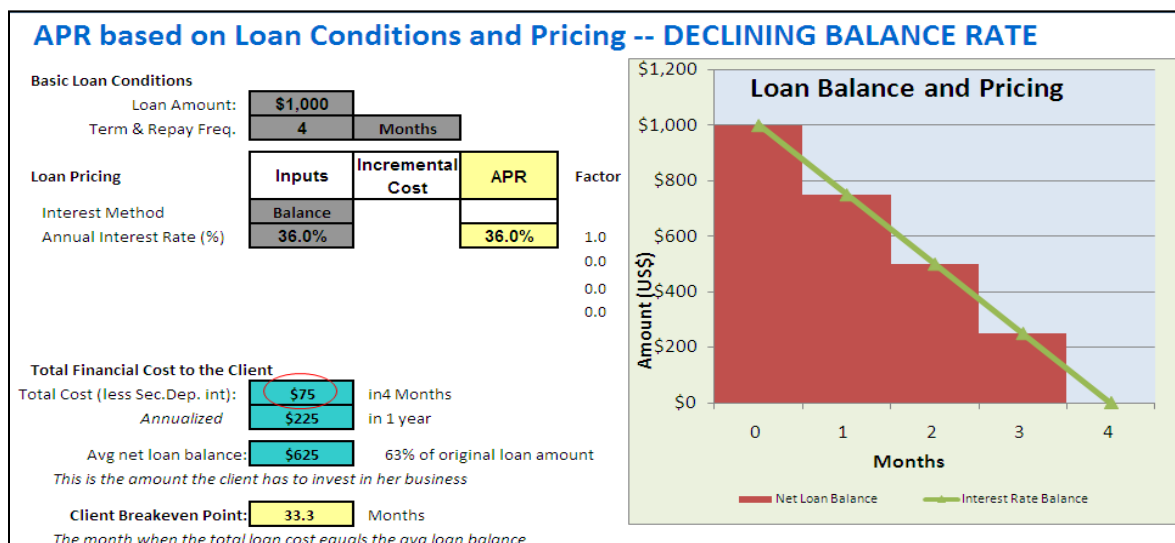 APR based on Loan Conditions and Pricing -- DECLINING BALANCE RATE
Basic Loan Conditions
Loan Amount: $1,000
Term & Repay Freq. 4 Months
Loan Pricing Inputs Incremental Cost APR Factor
Interest Method Balance
Annual Interest Rate (%) 36.0% 36.0% 1.0
0.0
0.0
0.0
Total Financial Cost to the Client
Total Cost (less Sec.Dep. int): $75 in4 Months
Annualized $225 in 1 year
Avg net loan balance: $625 63% of original loan amount
This is the amount the client has to invest in her business
Client Breakeven Point: 33.3 Months
The month when the total loan cost equals the avg loan balance
Loan Balance and Pricing
Amount (US$)
$1,200
$1,000
$800
$600
$400
$200
$0
0 1 2 3 4
Months
Net Loan Balance Interest Rate Balance